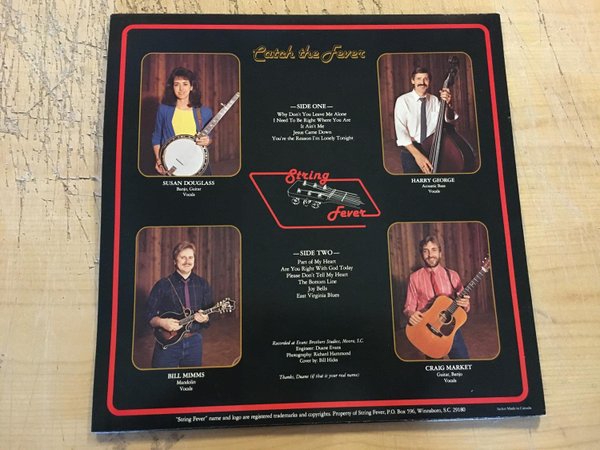 Catch the Fever
SUSAN DOUGLASS
Banjo, Guitar
Vocals
— SIDE ONE —
Why Don't You Leave Me Alone
I Need To Be Right Where You Are
It Ain't Me
Jesus Came Down
You're the Reason I'm Lonely Tonight
HARRY GEORGE
Acoustic Bass
Vocals
String
Fever
BILL MIMMS
Mandolin
Vocals
— SIDE TWO —
Part of My Heart
Are You Right With God Today
Please Don't Tell My Heart
The Bottom Line
Joy Bells
East Virginia Blues
Recorded at Evans Brothers Studios, Moore, S.C.
Engineer: Duane Evans
Photography: Richard Hammond
Cover by: Bill Hicks
Thanks, Duane (if that is your real name)
CRAIG MARKEY
Guitar, Banjo
Vocals
"String Fever" name and logo are registered trademarks and copyrights. Property of String Fever, P.O. Box 596, Winnsboro, S.C. 29180
Made in Canada